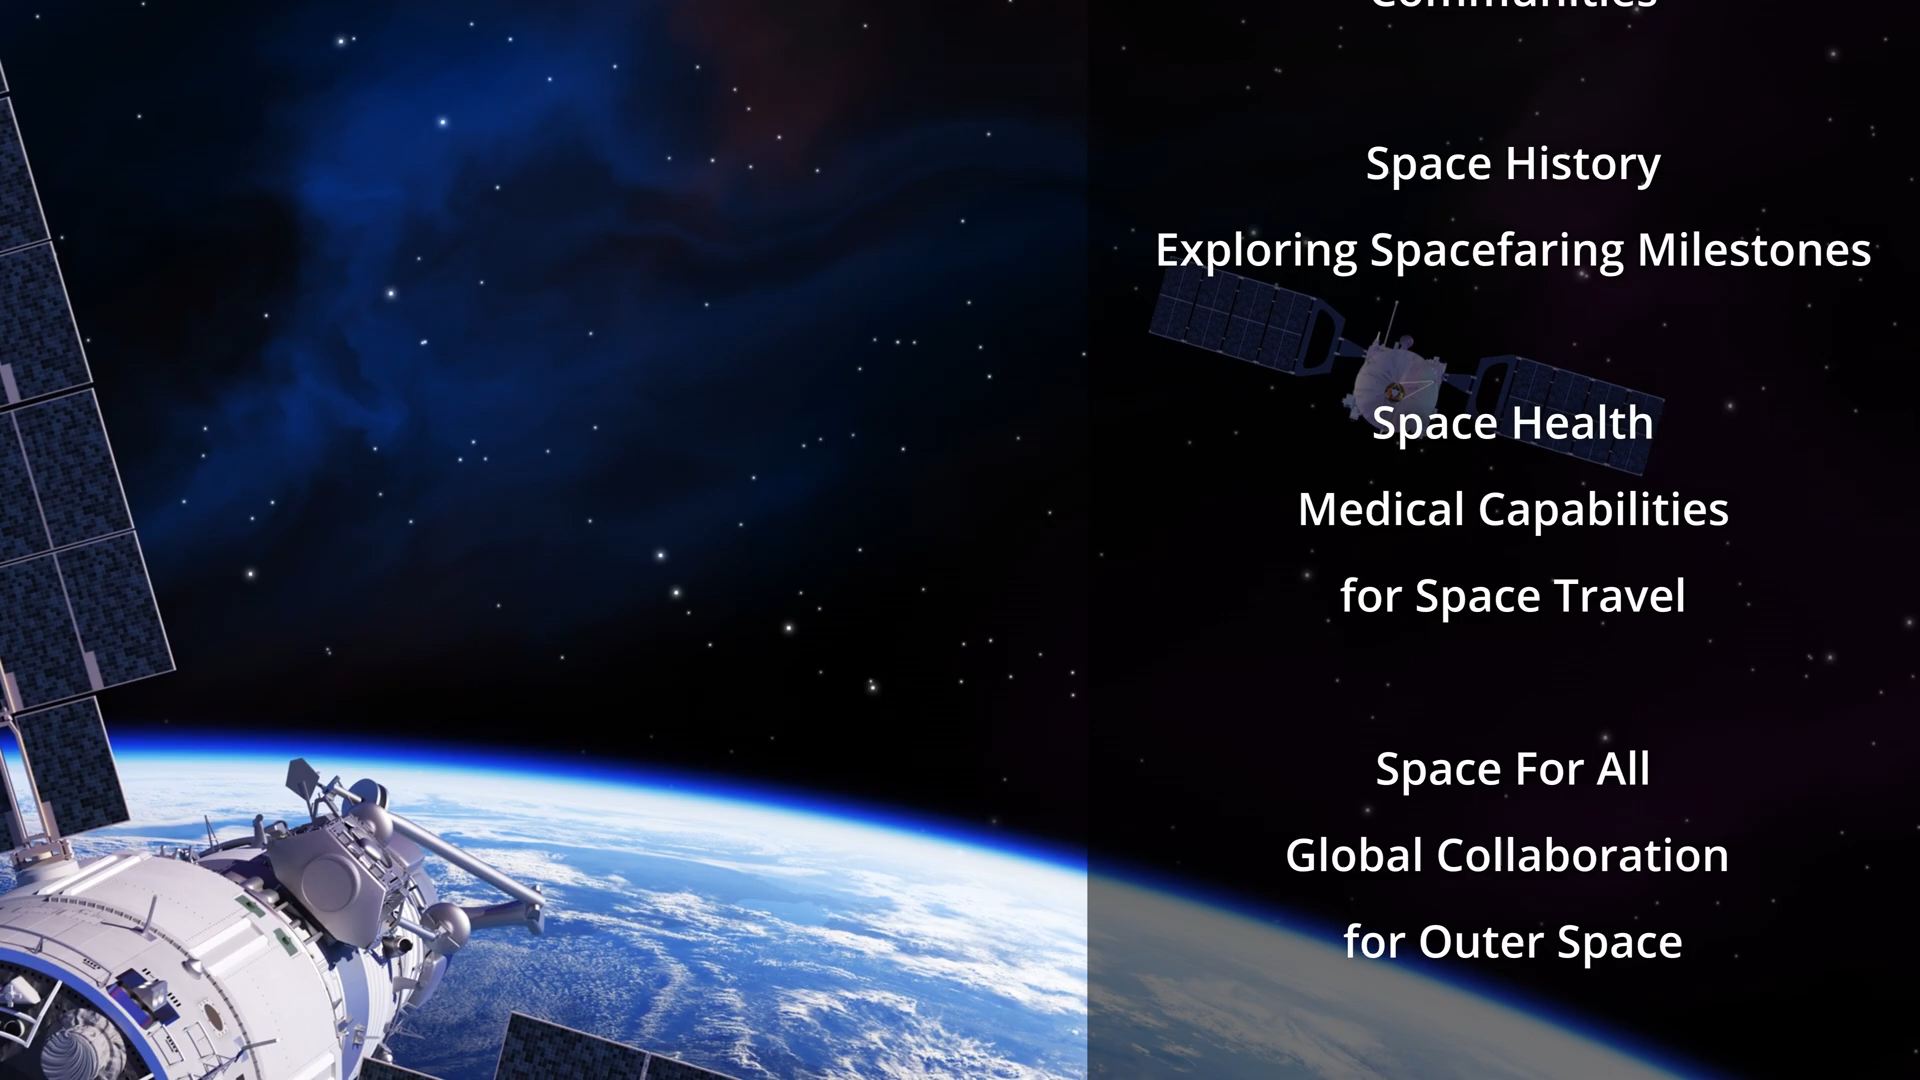 Communities
Space History
Exploring Spacefaring Milestones
Space Health
Medical Capabilities
for Space Travel
Space For All
Global Collaboration
for Outer Space